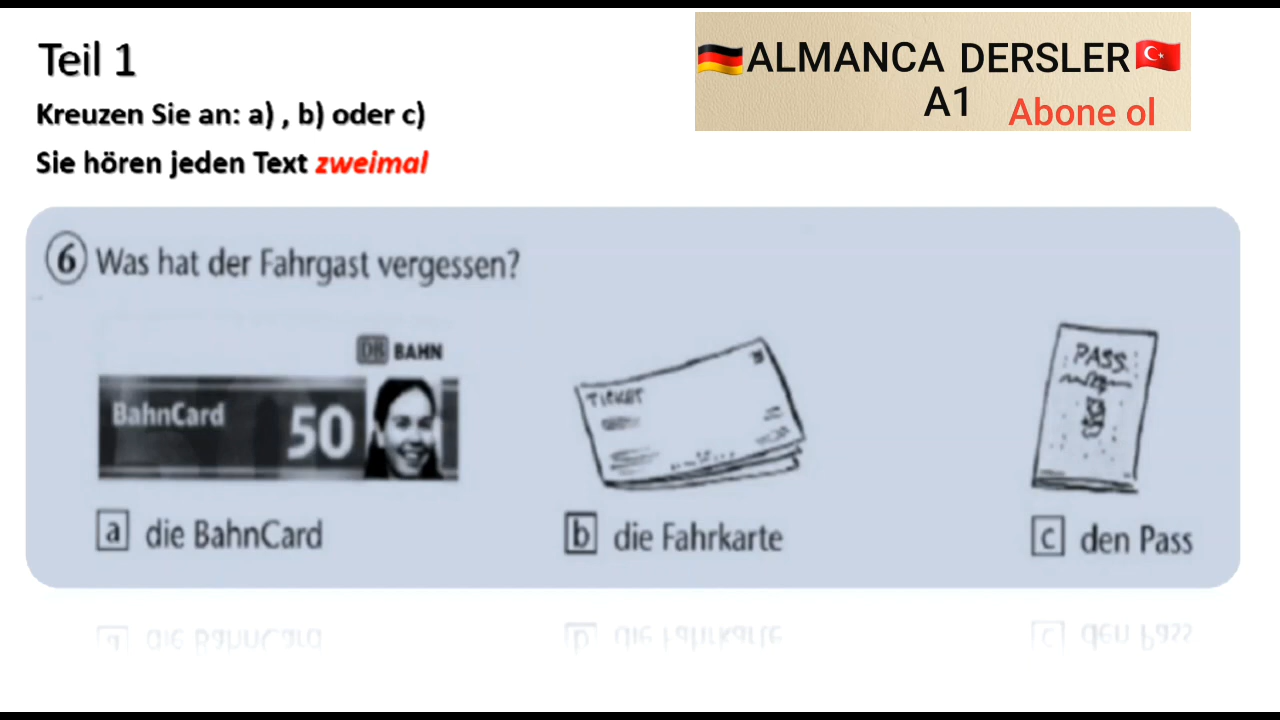 Teil 1
ALMANCA DERSLER
A1 Abone ol
Kreuzen Sie an: a) , b) oder c)
Sie hören jeden Text zweimal
6 Was hat der Fahrgast vergessen?
DB BAHN
BahnCard 50
TICKET
PASS
a die BahnCard
b die Fahrkarte
c den Pass